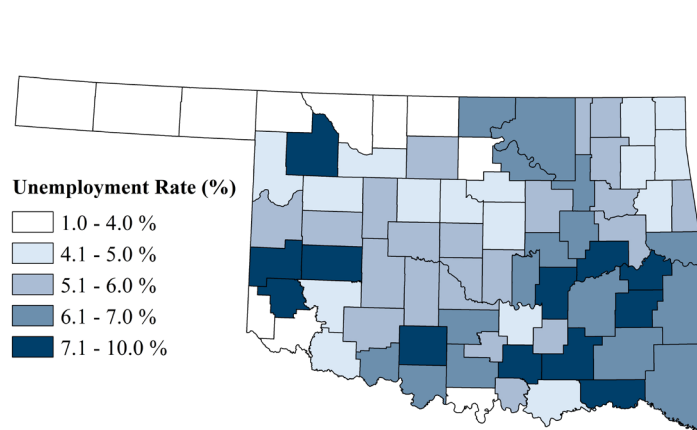 Unemployment Rate (%)
1.0 - 4.0 %
4.1 - 5.0 %
5.1 - 6.0 %
6.1 - 7.0 %
7.1 - 10.0 %